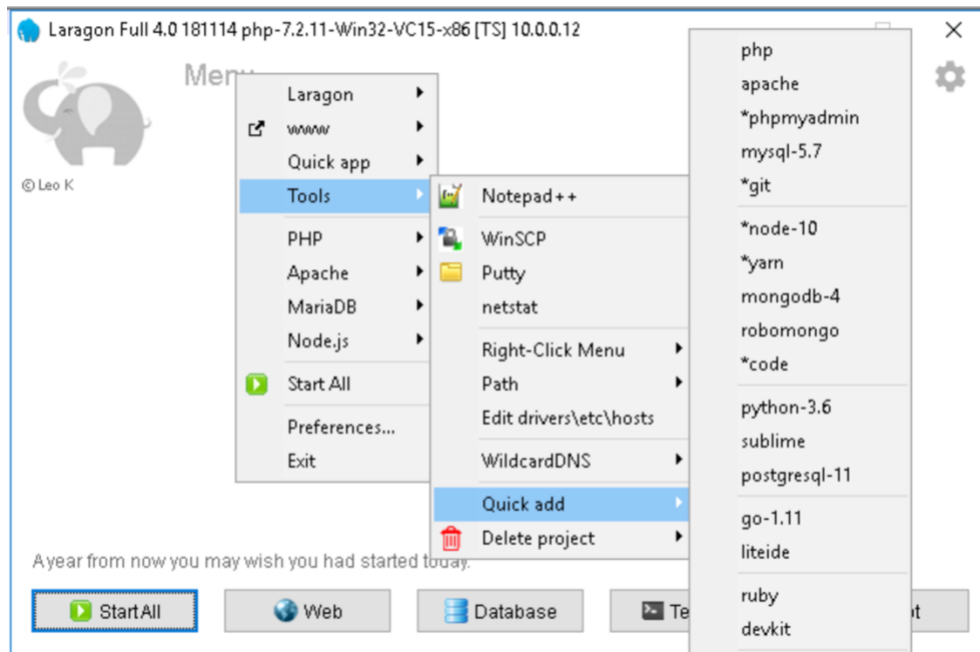 Laragon Full 4.0 181114 php-7.2.11-Win32-VC15-x86 [TS] 10.0.0.12
© Leo K
Menu
Laragon
www
Quick app
Tools
PHP
Apache
MariaDB
Node.js
Start All
Preferences...
Exit
Notepad++
WinSCP
Putty
netstat
Right-Click Menu
Path
Edit drivers\etc\hosts
WildcardDNS
Quick add
Delete project
php
apache
*phpmyadmin
mysql-5.7
*git
*node-10
*yarn
mongodb-4
robomongo
*code
python-3.6
sublime
postgresql-11
go-1.11
liteide
ruby
devkit
A year from now you may wish you had started today.
Start All
Web
Database
Te
t